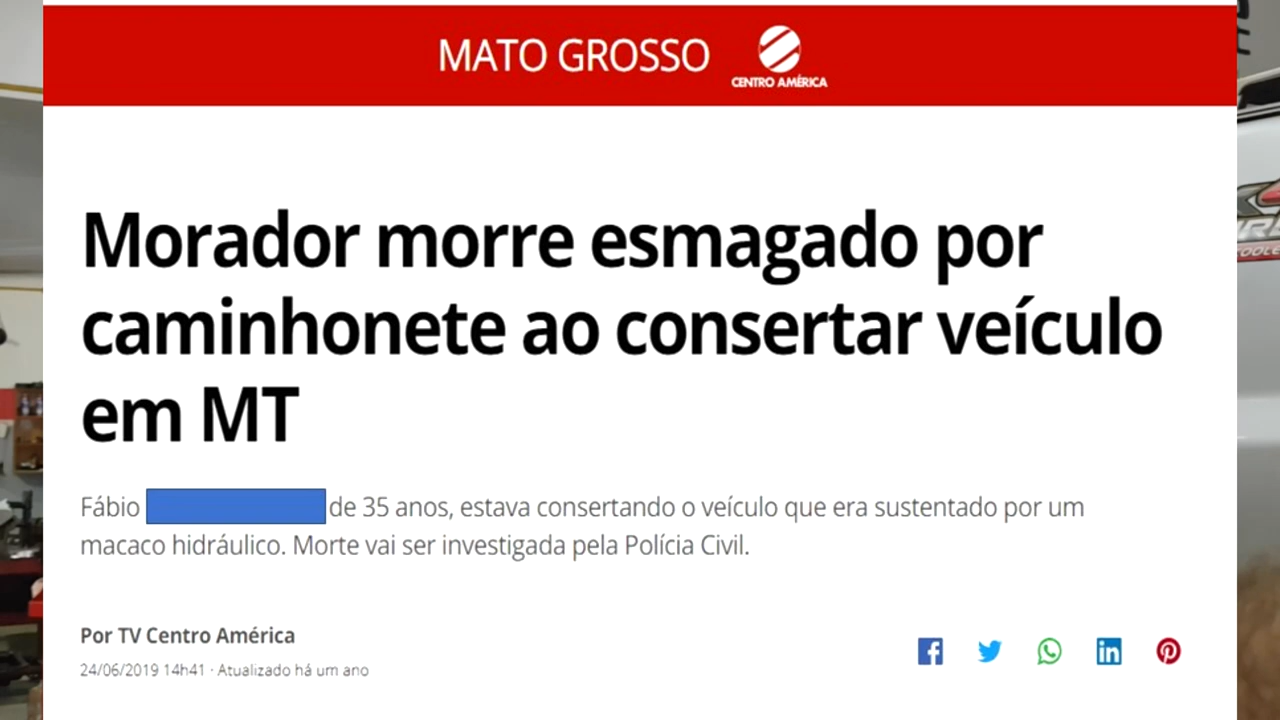 MATO GROSSO
CENTRO AMÉRICA
Morador morre esmagado por
caminhonete ao consertar veículo
em MT
Fábio de 35 anos, estava consertando o veículo que era sustentado por um
macaco hidráulico. Morte vai ser investigada pela Polícia Civil.
Por TV Centro América
24/06/2019 14h41 · Atualizado há um ano